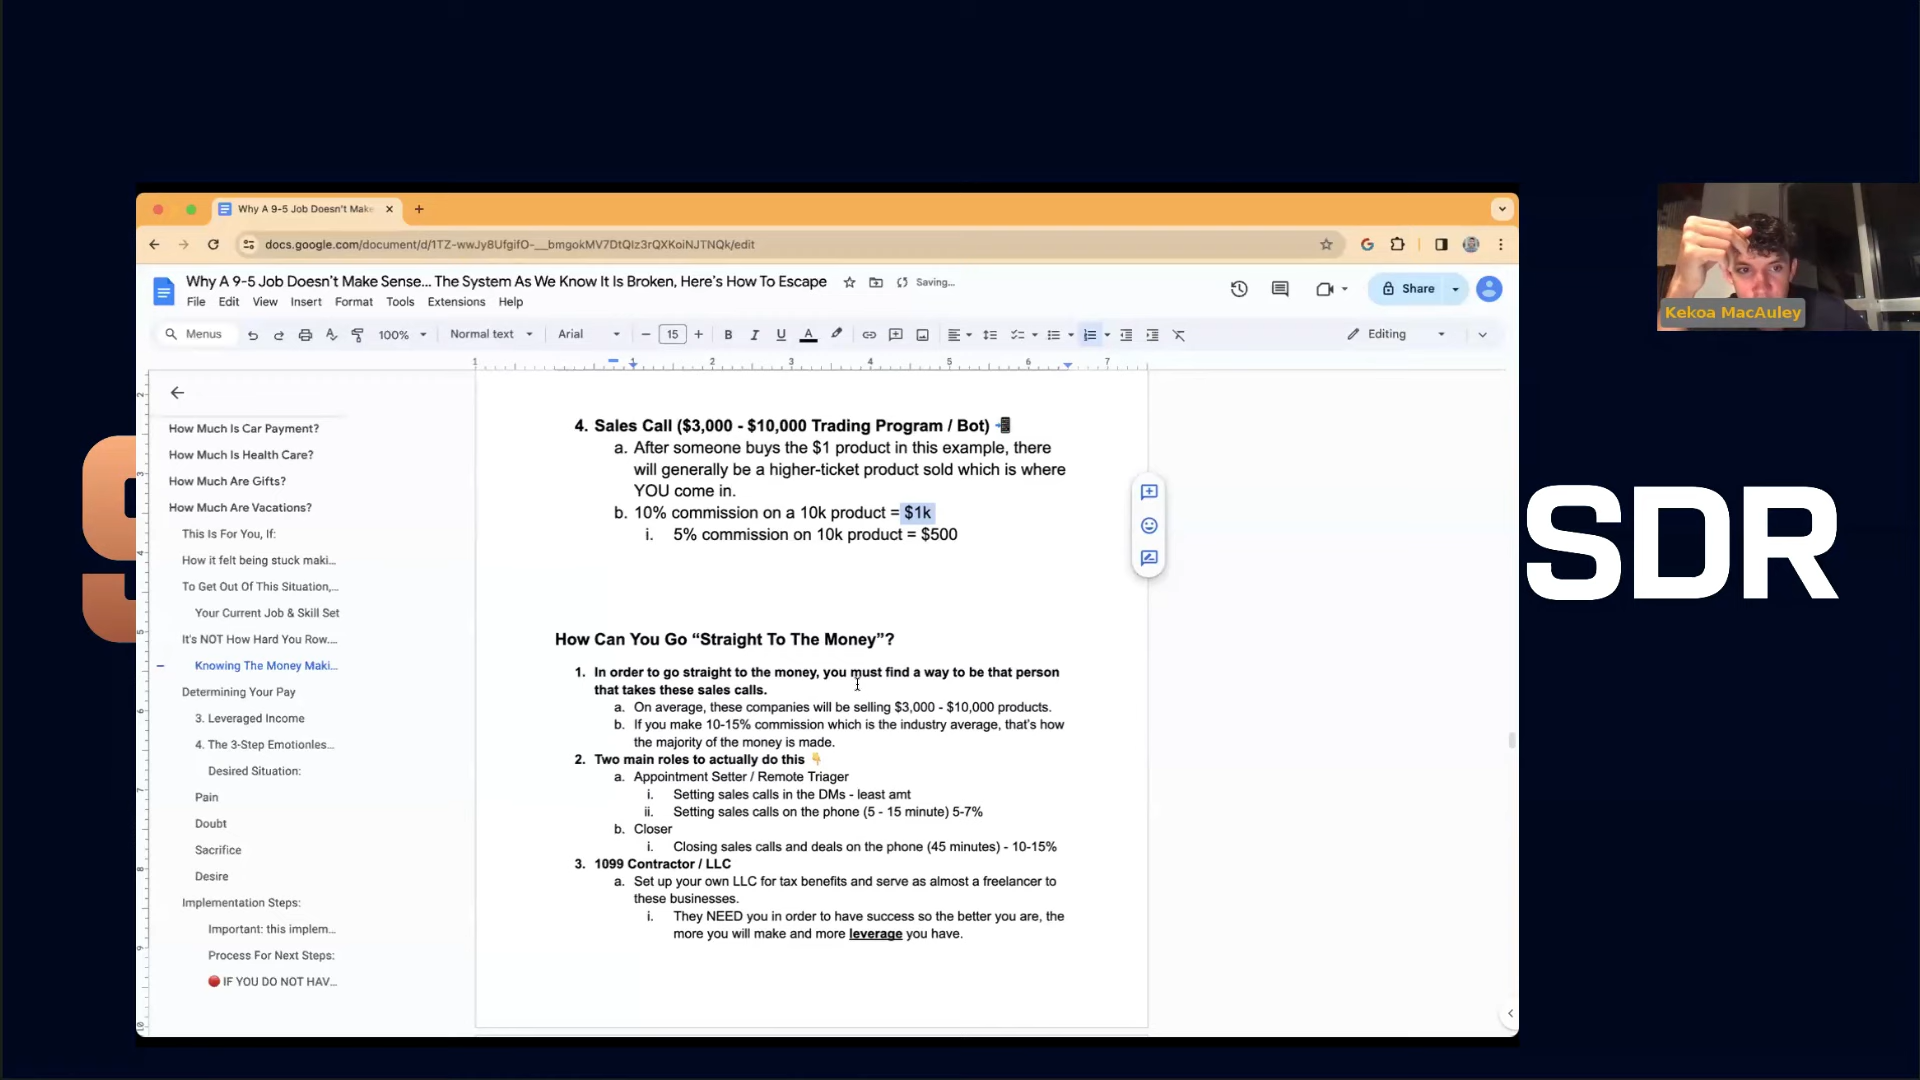 Why A 9-5 Job Doesn't Make
docs.google.com/document/d/1TZ-wwJy8UfgifO-__bmgokMV7DtQIz3rQXKoiNJTNQk/edit
Why A 9-5 Job Doesn't Make Sense... The System As We Know It Is Broken, Here's How To Escape
Saving...
File Edit View Insert Format Tools Extensions Help
Share
Menus 100% Normal text Arial 15 B I U A Editing
1 1 2 3 4 5 6 7
How Much Is Car Payment?
How Much Is Health Care?
How Much Are Gifts?
How Much Are Vacations?
This Is For You, If:
How it felt being stuck maki...
To Get Out Of This Situation,...
Your Current Job & Skill Set
It's NOT How Hard You Row....
Knowing The Money Maki...
Determining Your Pay
3. Leveraged Income
4. The 3-Step Emotionles...
Desired Situation:
Pain
Doubt
Sacrifice
Desire
Implementation Steps:
Important: this implem...
Process For Next Steps:
🔴 IF YOU DO NOT HAV...
4. Sales Call ($3,000 - $10,000 Trading Program / Bot) 📲
a. After someone buys the $1 product in this example, there
will generally be a higher-ticket product sold which is where
YOU come in.
b. 10% commission on a 10k product = $1k
i. 5% commission on 10k product = $500
How Can You Go “Straight To The Money”?
1. In order to go straight to the money, you must find a way to be that person
that takes these sales calls.
a. On average, these companies will be selling $3,000 - $10,000 products.
b. If you make 10-15% commission which is the industry average, that's how
the majority of the money is made.
2. Two main roles to actually do this 👇
a. Appointment Setter / Remote Triager
i. Setting sales calls in the DMs - least amt
ii. Setting sales calls on the phone (5 - 15 minute) 5-7%
b. Closer
i. Closing sales calls and deals on the phone (45 minutes) - 10-15%
3. 1099 Contractor / LLC
a. Set up your own LLC for tax benefits and serve as almost a freelancer to
these businesses.
i. They NEED you in order to have success so the better you are, the
more you will make and more leverage you have.
Kekoa MacAuley
SDR